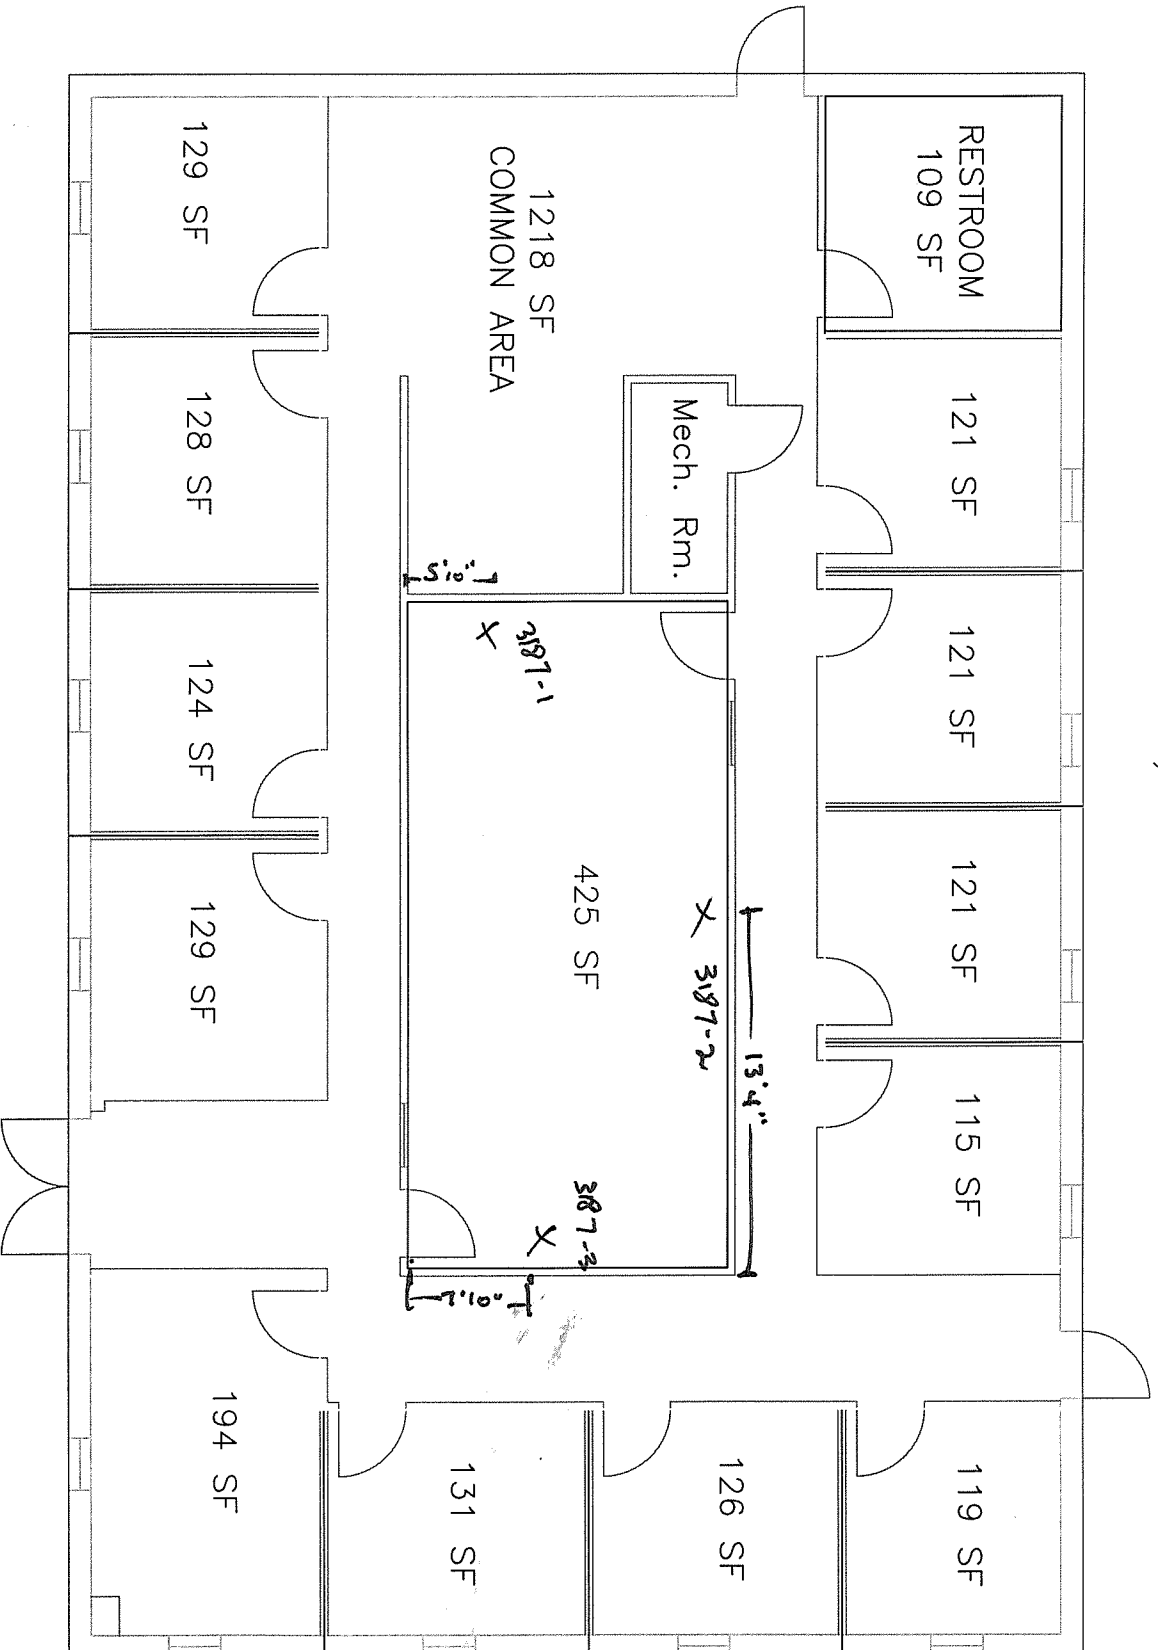 RESTROOM
109 SF
121 SF
121 SF
121 SF
115 SF
119 SF
13'4"
Mech. Rm.
X 3187-2
126 SF
1218 SF
COMMON AREA
425 SF
3187-1
X
3187-3
X
5'10"
7'10"
131 SF
129 SF
128 SF
124 SF
129 SF
194 SF